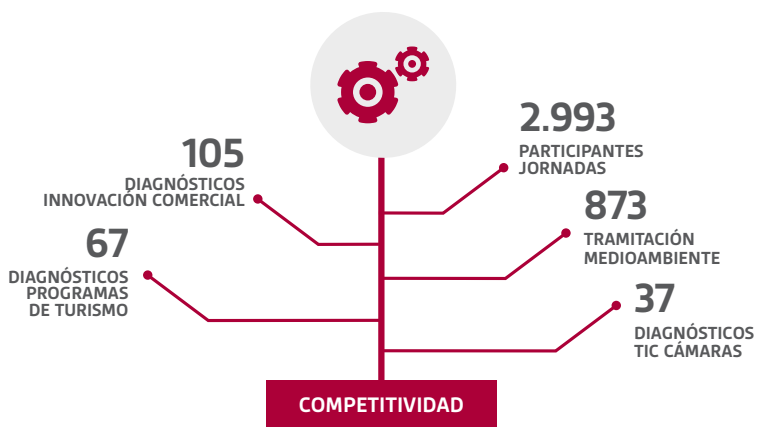 105
DIAGNÓSTICOS
INNOVACIÓN COMERCIAL
67
DIAGNÓSTICOS
PROGRAMAS
DE TURISMO
2.993
PARTICIPANTES
JORNADAS
873
TRAMITACIÓN
MEDIOAMBIENTE
37
DIAGNÓSTICOS
TIC CÁMARAS
COMPETITIVIDAD